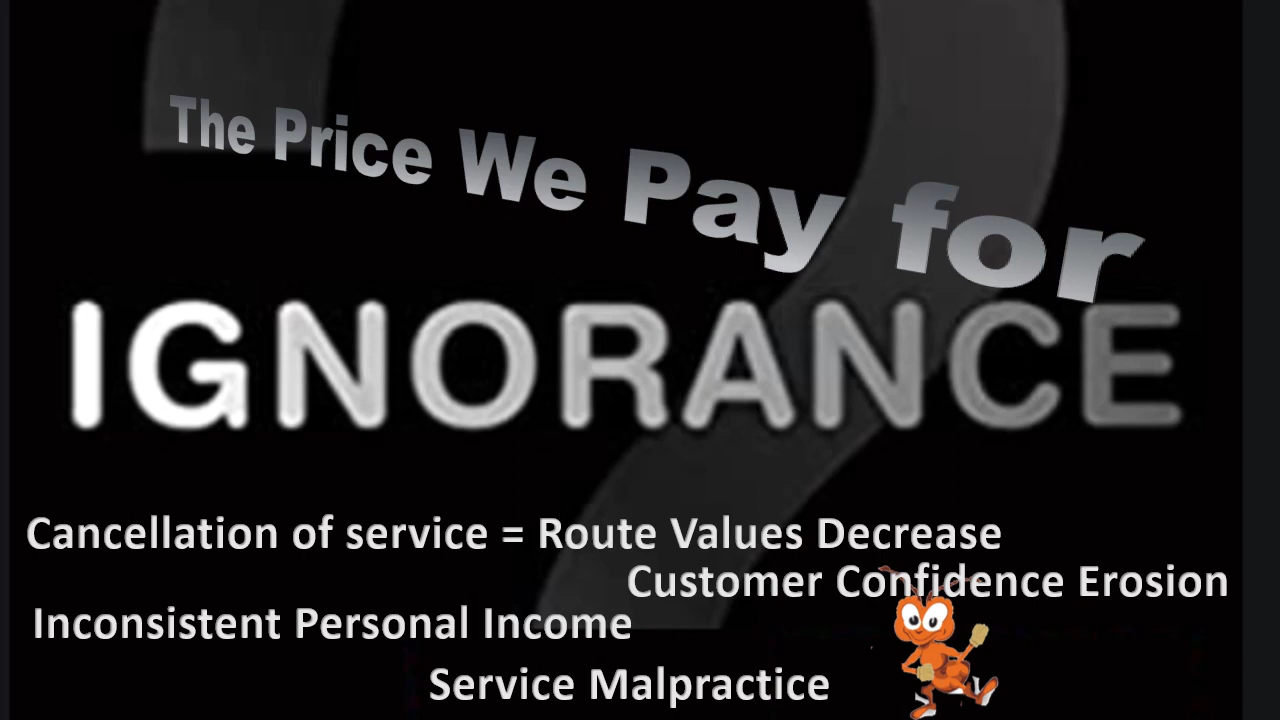 The Price We Pay for
IGNORANCE
Cancellation of service = Route Values Decrease
Customer Confidence Erosion
Inconsistent Personal Income
Service Malpractice